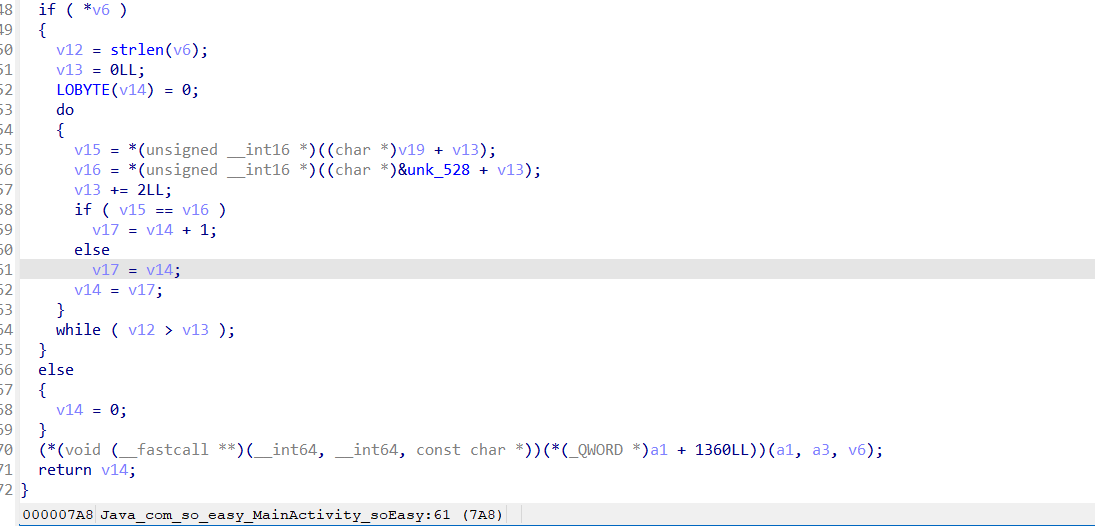 48 if ( *v6 )
49 {
50 v12 = strlen(v6);
51 v13 = 0LL;
52 LOBYTE(v14) = 0;
53 do
54 {
55 v15 = *(unsigned __int16 *)((char *)v19 + v13);
56 v16 = *(unsigned __int16 *)((char *)&unk_528 + v13);
57 v13 += 2LL;
58 if ( v15 == v16 )
59 v17 = v14 + 1;
60 else
61 v17 = v14;
62 v14 = v17;
63 }
64 while ( v12 > v13 );
65 }
66 else
67 {
68 v14 = 0;
69 }
70 (*(void (__fastcall **)(__int64, __int64, const char *))(*(_QWORD *)a1 + 1360LL))(a1, a3, v6);
71 return v14;
72 }
000007A8 Java_com_so_easy_MainActivity_soEasy:61 (7A8)